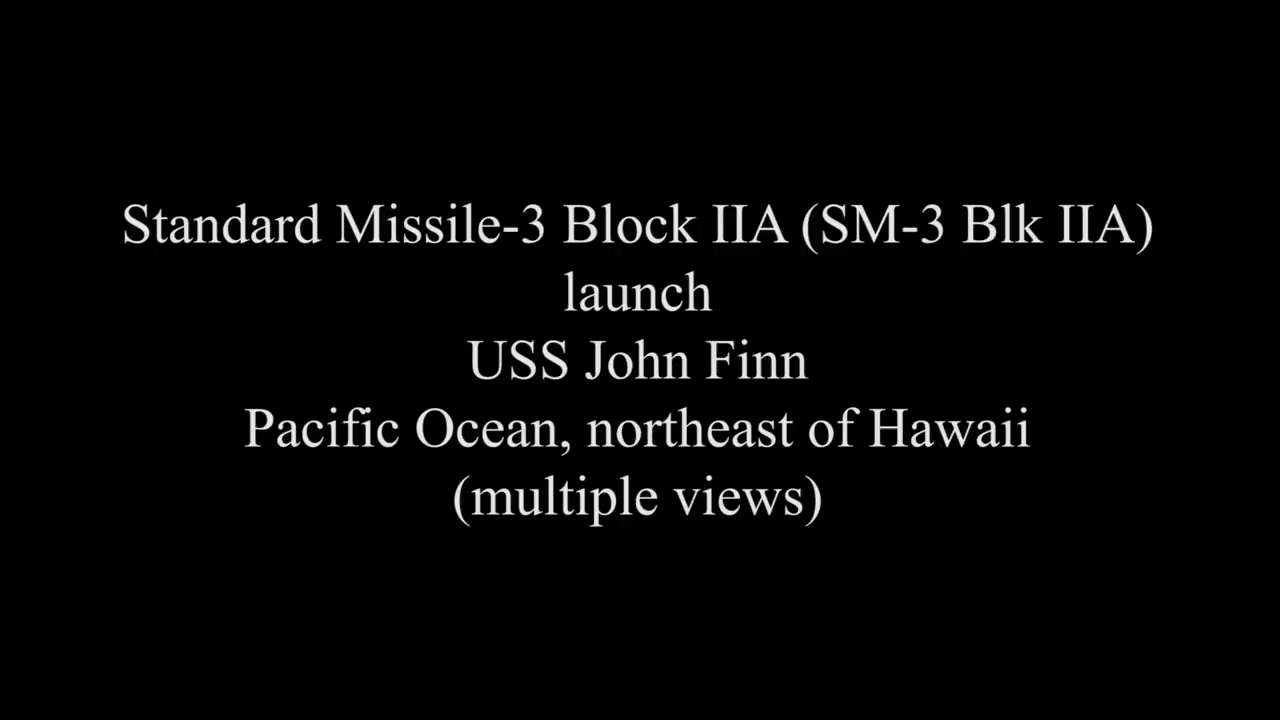 Standard Missile-3 Block IIA (SM-3 Blk IIA)
launch
USS John Finn
Pacific Ocean, northeast of Hawaii
(multiple views)